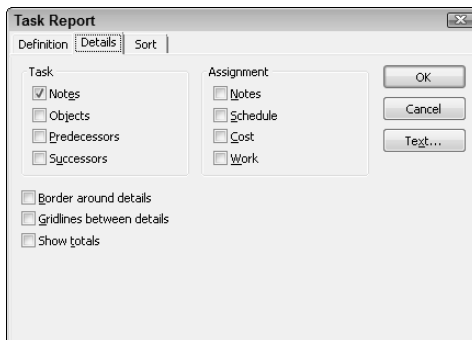 Task Report
Definition Details Sort
Task
Notes
Objects
Predecessors
Successors
Assignment
Notes
Schedule
Cost
Work
OK
Cancel
Text...
Border around details
Gridlines between details
Show totals